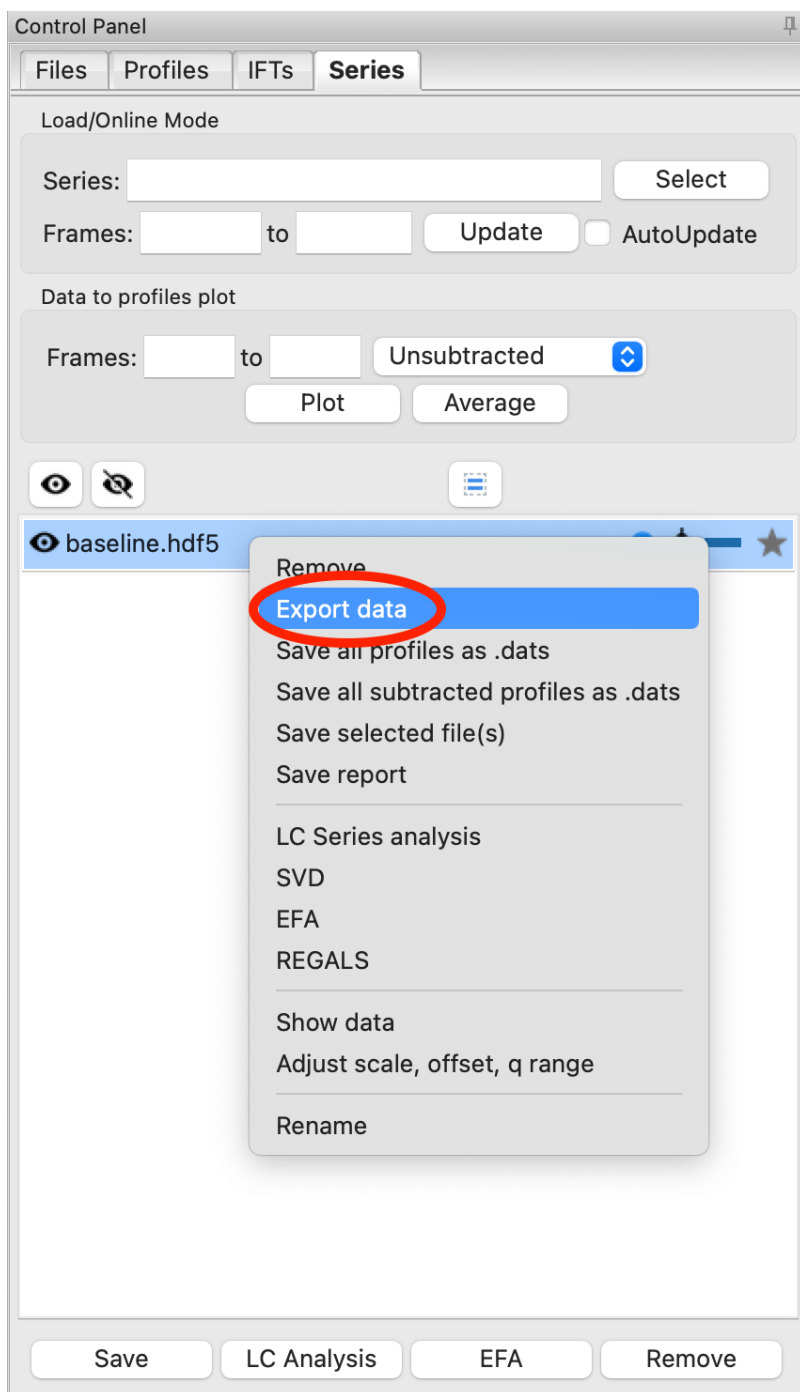 Control Panel
Files Profiles IFTs Series
Load/Online Mode
Series: Select
Frames: to Update AutoUpdate
Data to profiles plot
Frames: to Unsubtracted
Plot Average
baseline.hdf5
Remove
Export data
Save all profiles as .dats
Save all subtracted profiles as .dats
Save selected file(s)
Save report
LC Series analysis
SVD
EFA
REGALS
Show data
Adjust scale, offset, q range
Rename
Save LC Analysis EFA Remove